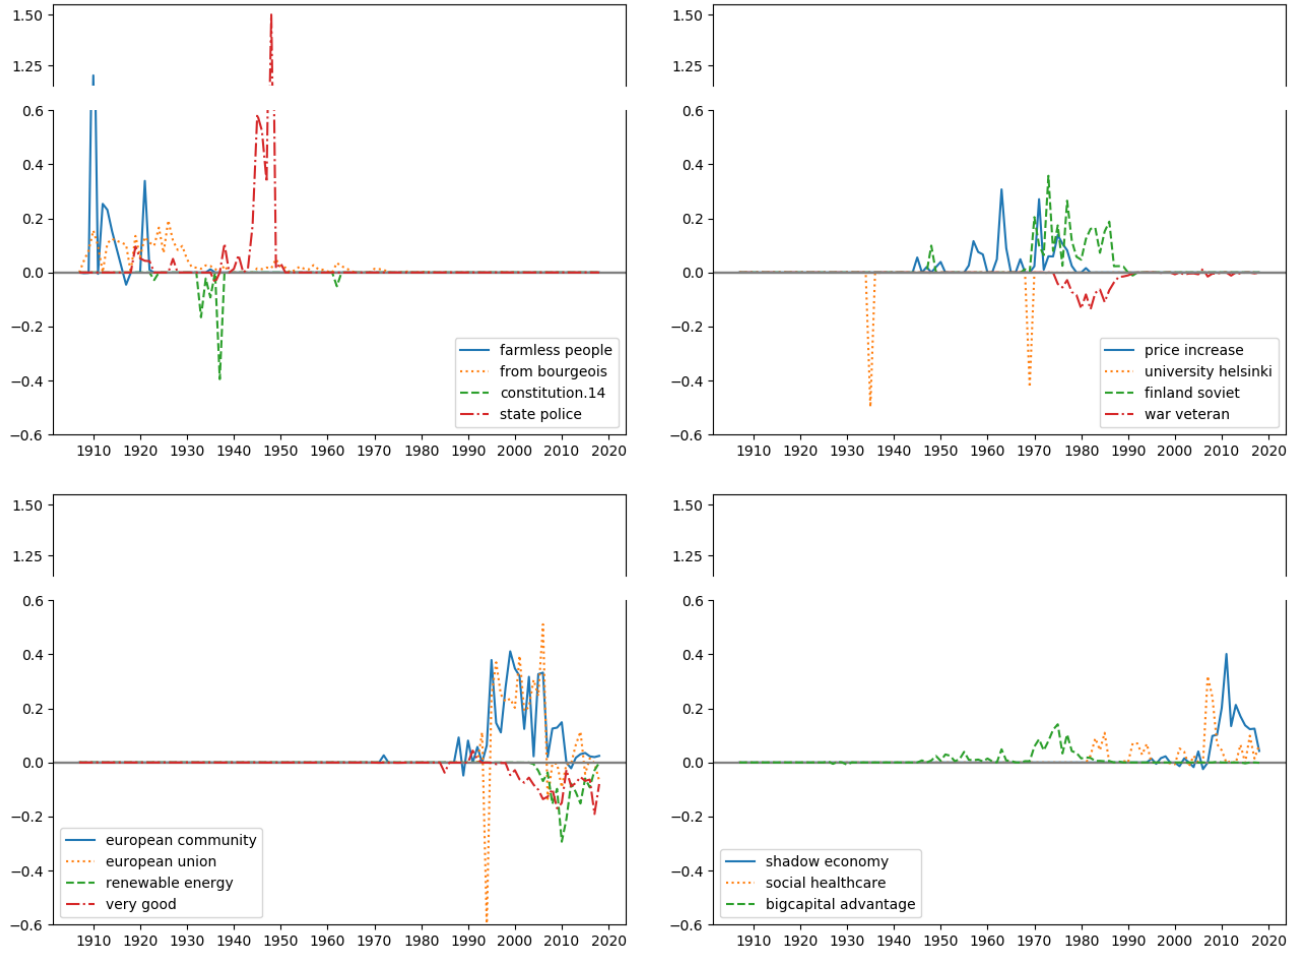 1.50
1.25
0.6
0.4
0.2
0.0
−0.2
−0.4
−0.6
farmless people
from bourgeois
constitution.14
state police
1910 1920 1930 1940 1950 1960 1970 1980 1990 2000 2010 2020
1.50
1.25
0.6
0.4
0.2
0.0
−0.2
−0.4
−0.6
price increase
university helsinki
finland soviet
war veteran
1910 1920 1930 1940 1950 1960 1970 1980 1990 2000 2010 2020
1.50
1.25
0.6
0.4
0.2
0.0
−0.2
−0.4
−0.6
european community
european union
renewable energy
very good
1910 1920 1930 1940 1950 1960 1970 1980 1990 2000 2010 2020
1.50
1.25
0.6
0.4
0.2
0.0
−0.2
−0.4
−0.6
shadow economy
social healthcare
bigcapital advantage
1910 1920 1930 1940 1950 1960 1970 1980 1990 2000 2010 2020